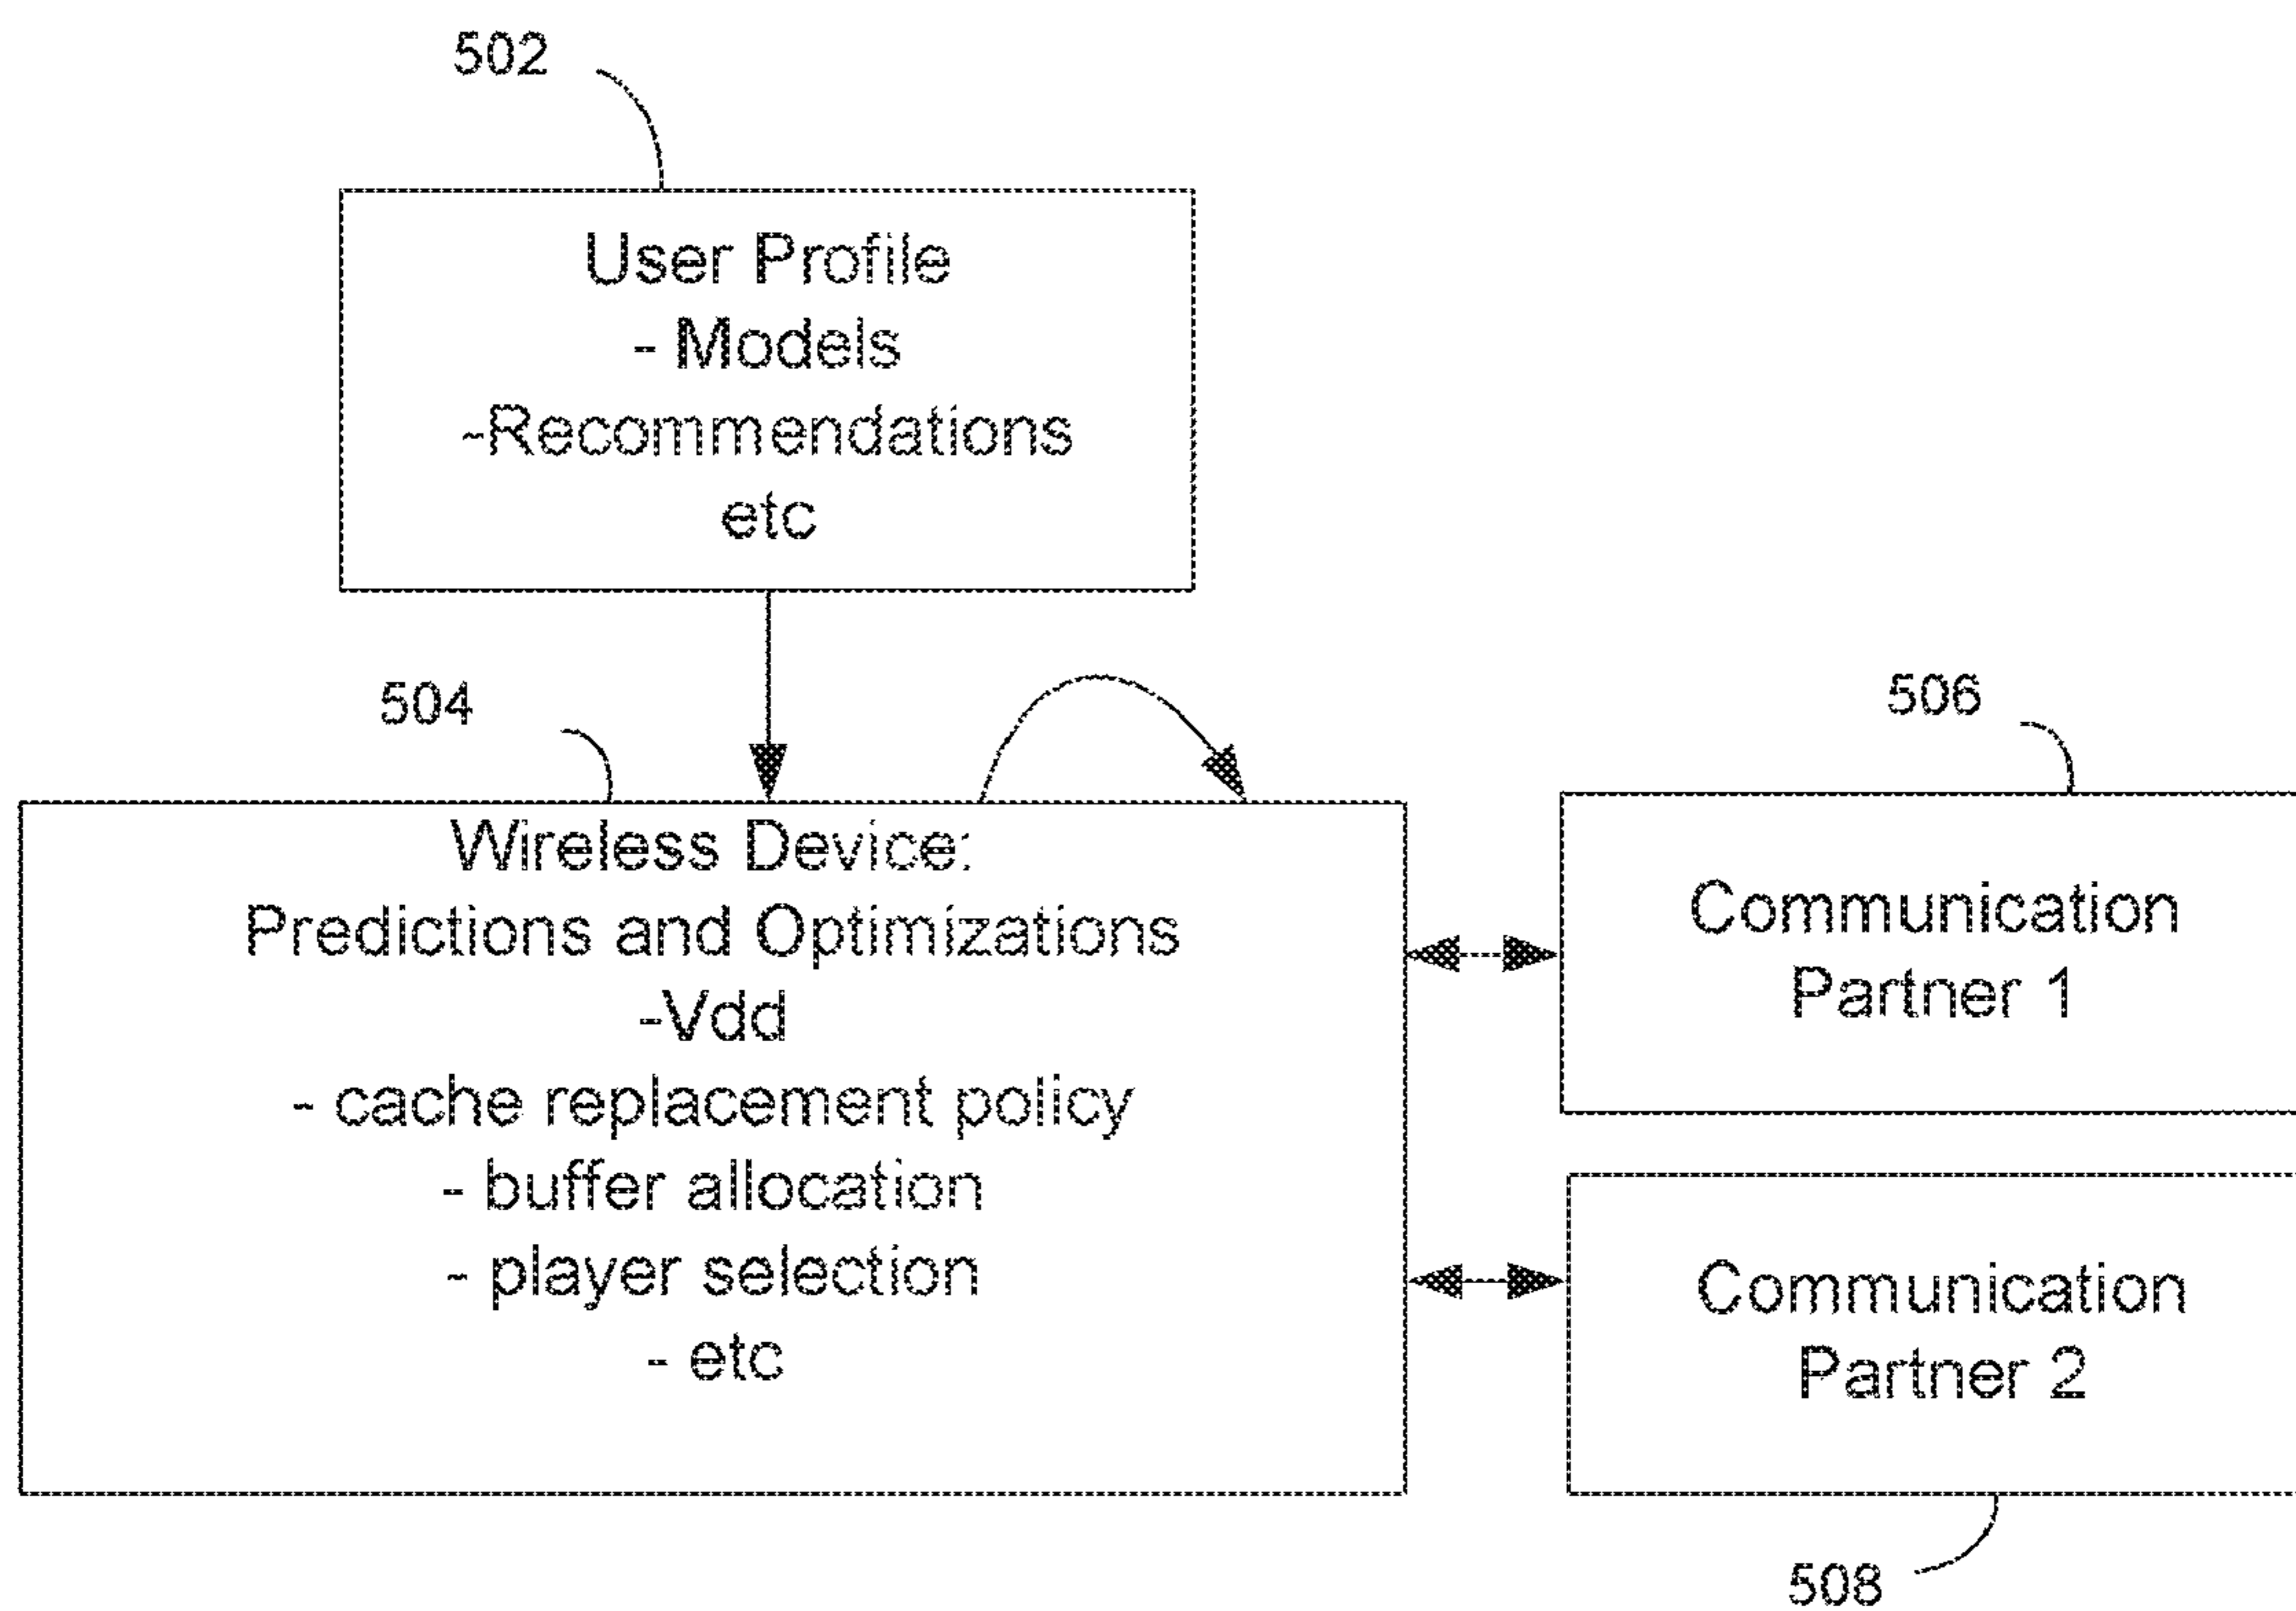 502
User Profile
- Models
-Recommendations
etc
504
Wireless Device:
Predictions and Optimizations
-Vdd
- cache replacement policy
- buffer allocation
- player selection
- etc
506
Communication
Partner 1
Communication
Partner 2
508